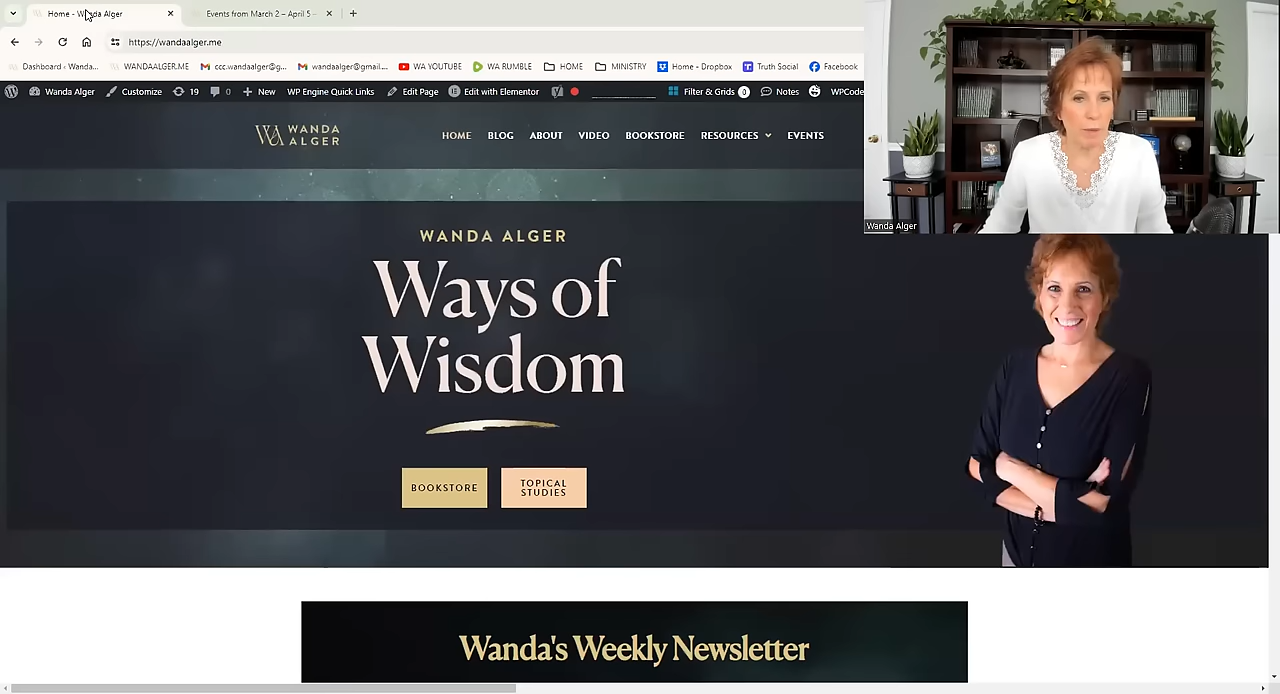 Home - Wanda Alger
Events from March 2 – April 5 -
https://wandaalger.me
Dashboard ‹ Wanda... WANDAALGER.ME ccc.wandaalger@g... wandaalger@gmail.... WA YOUTUBE WA RUMBLE HOME MINISTRY Home - Dropbox Truth Social Facebook
Wanda Alger Customize 19 0 New WP Engine Quick Links Edit Page Edit with Elementor Filter & Grids 0 Notes WPCode
WANDA
ALGER
HOME BLOG ABOUT VIDEO BOOKSTORE RESOURCES EVENTS
Wanda Alger
WANDA ALGER
Ways of
Wisdom
BOOKSTORE
TOPICAL
STUDIES
Wanda's Weekly Newsletter